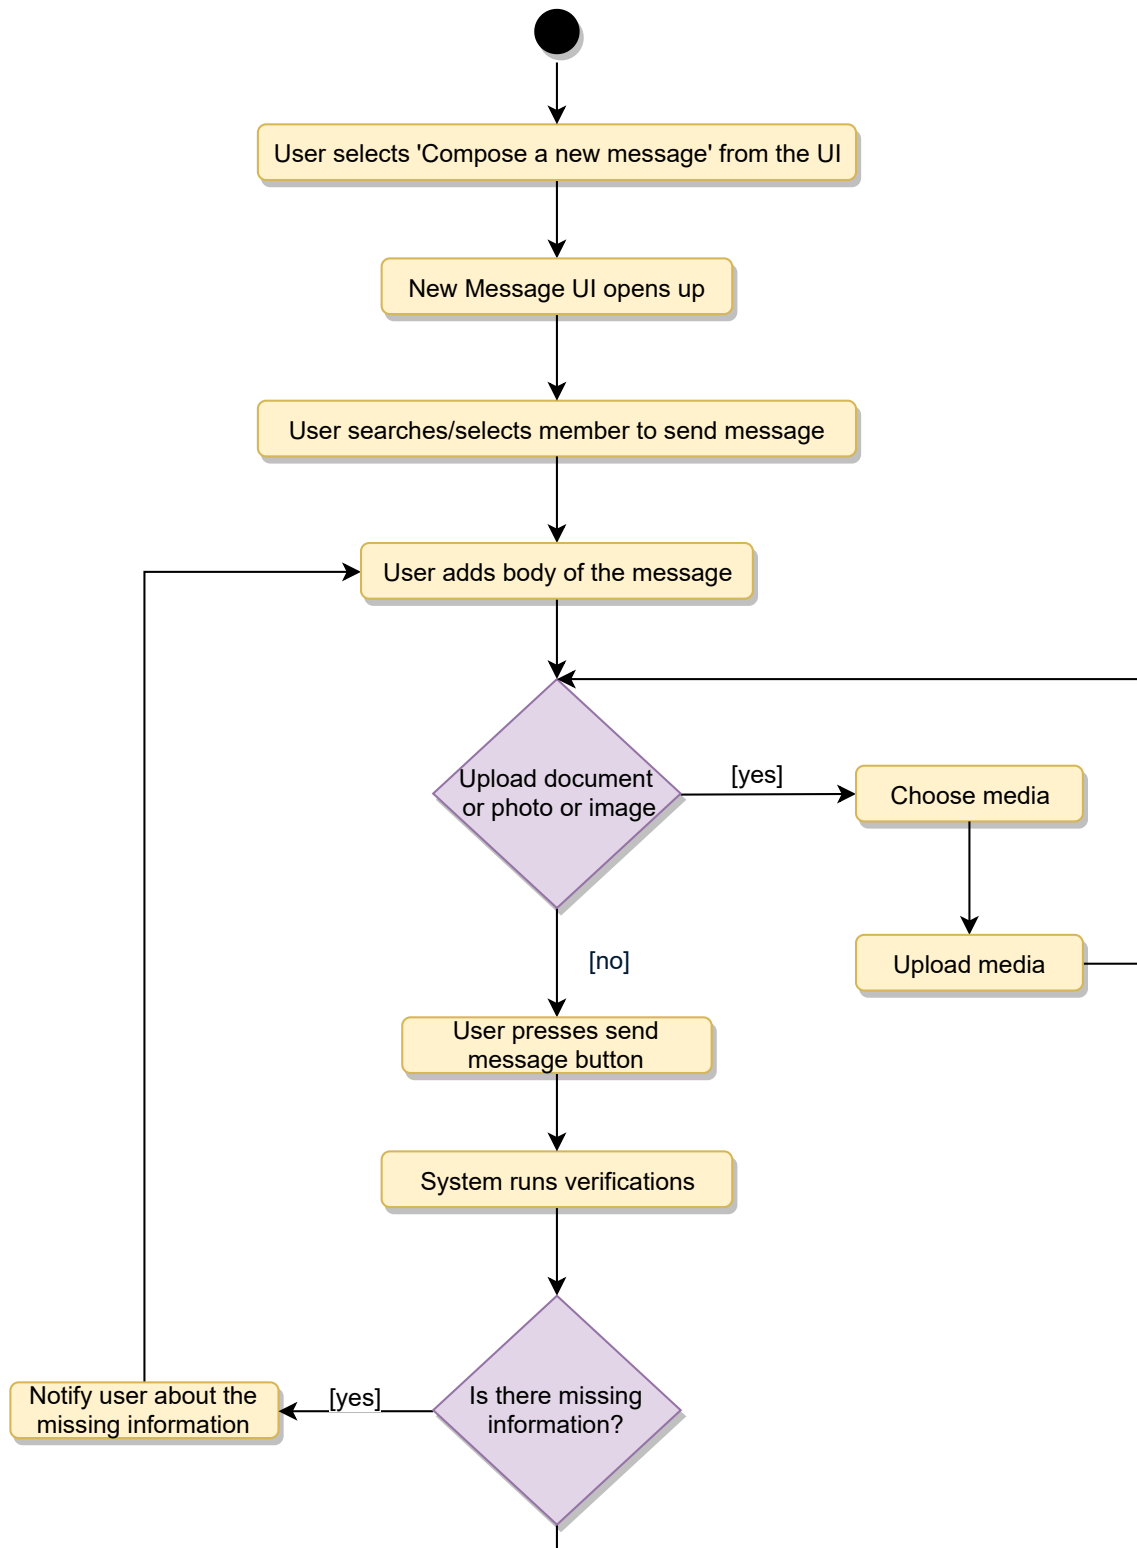 User selects 'Compose a new message' from the UI
New Message UI opens up
User searches/selects member to send message
User adds body of the message
Upload document
or photo or image
[yes]
Choose media
Upload media
[no]
User presses send
message button
System runs verifications
Is there missing
information?
[yes]
Notify user about the
missing information